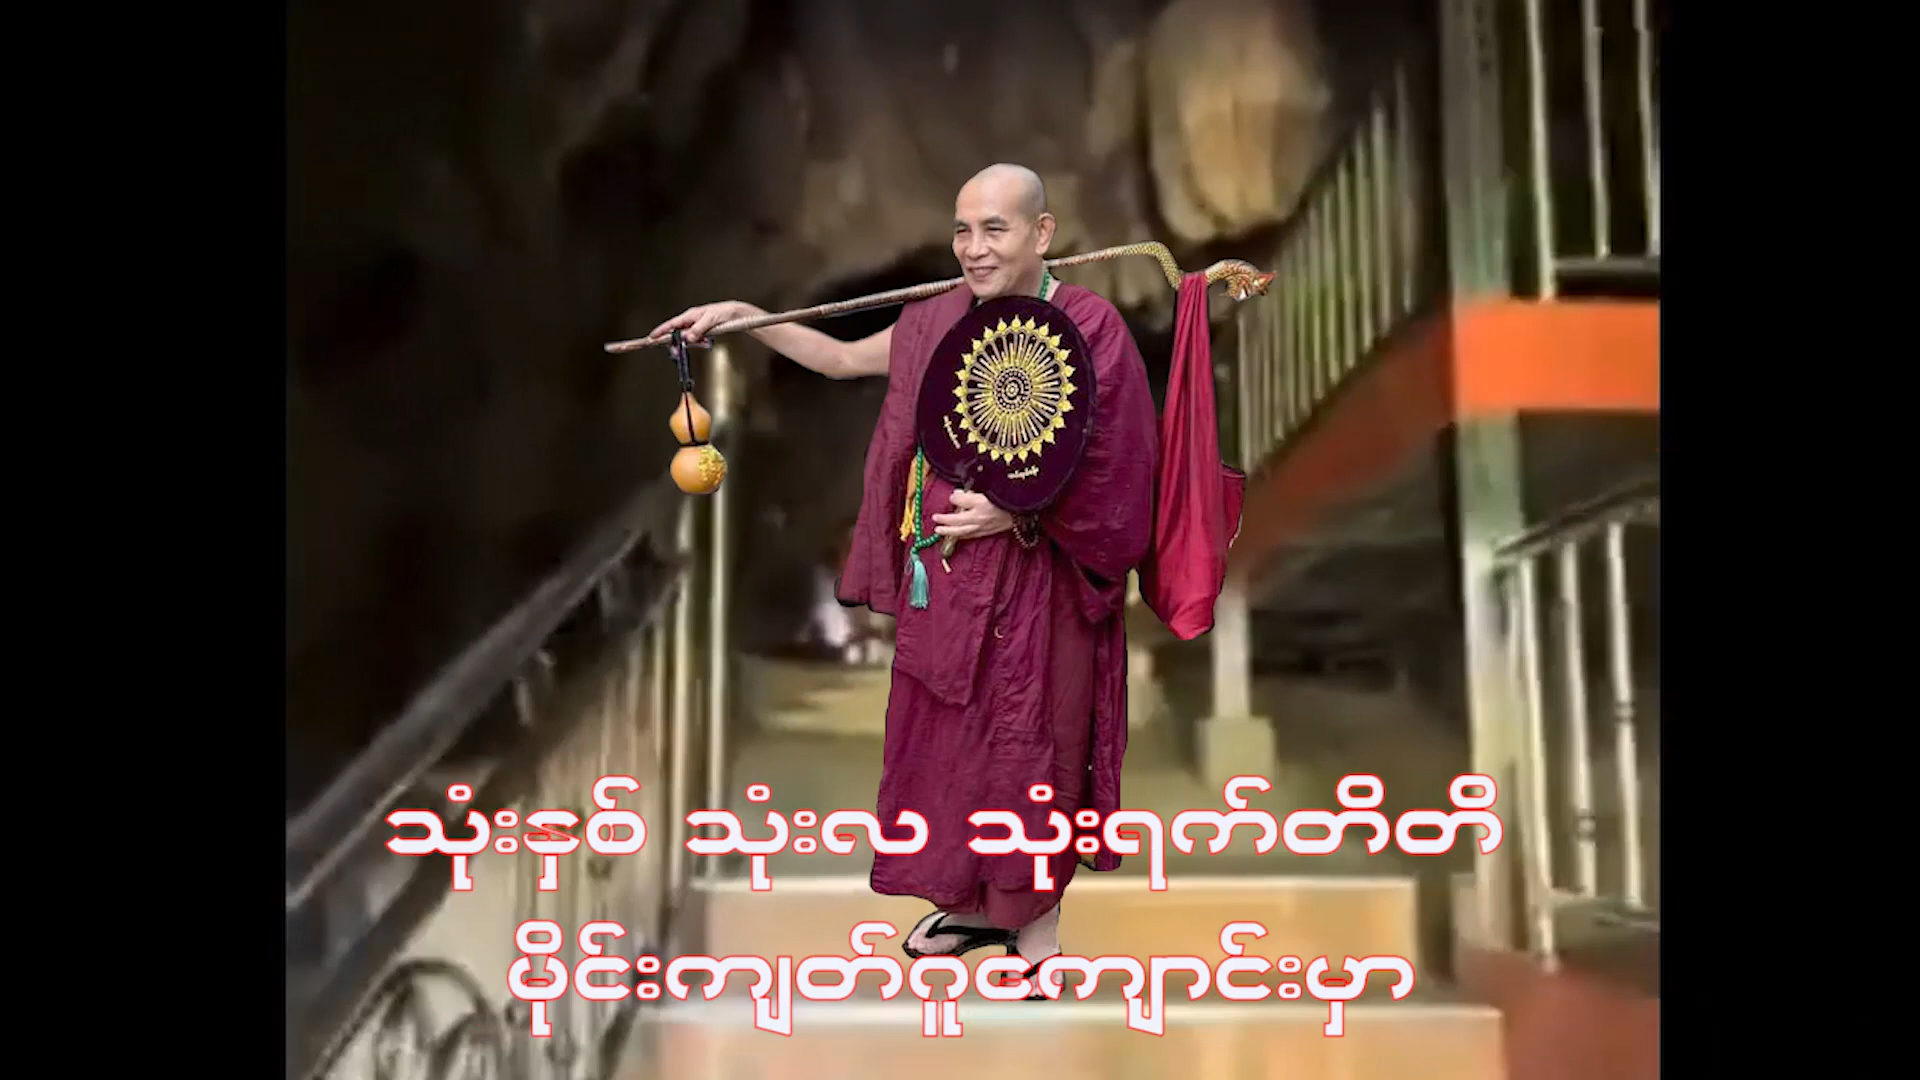 သုံးနှစ် သုံးလ သုံးရက်တိတိ
မိုင်းကျတ်ဂူကျောင်းမှာ